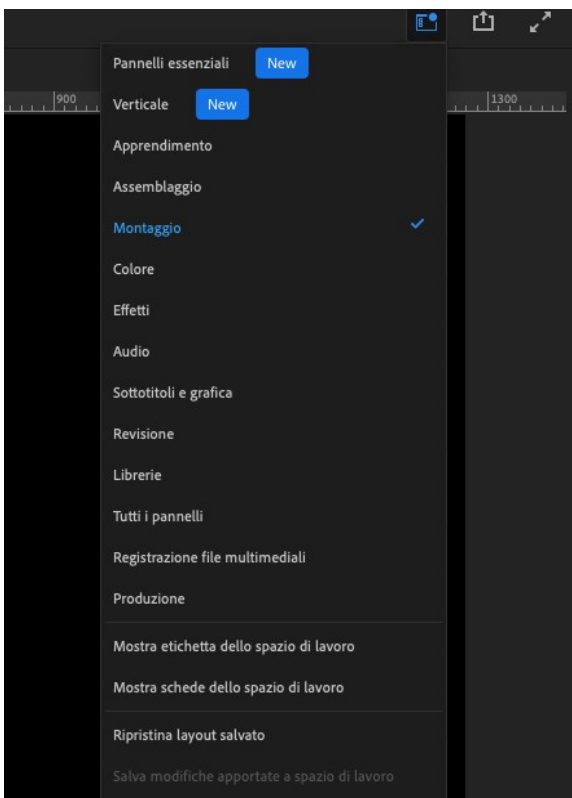 900
1300
Pannelli essenziali New
Verticale New
Apprendimento
Assemblaggio
Montaggio
Colore
Effetti
Audio
Sottotitoli e grafica
Revisione
Librerie
Tutti i pannelli
Registrazione file multimediali
Produzione
Mostra etichetta dello spazio di lavoro
Mostra schede dello spazio di lavoro
Ripristina layout salvato
Salva modifiche apportate a spazio di lavoro